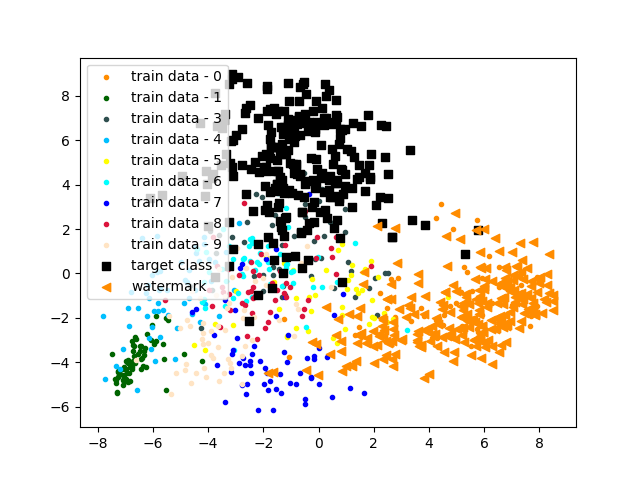 train data - 0
train data - 1
train data - 3
train data - 4
train data - 5
train data - 6
train data - 7
train data - 8
train data - 9
target class
watermark
8
6
4
2
0
−2
−4
−6
−8 −6 −4 −2 0 2 4 6 8